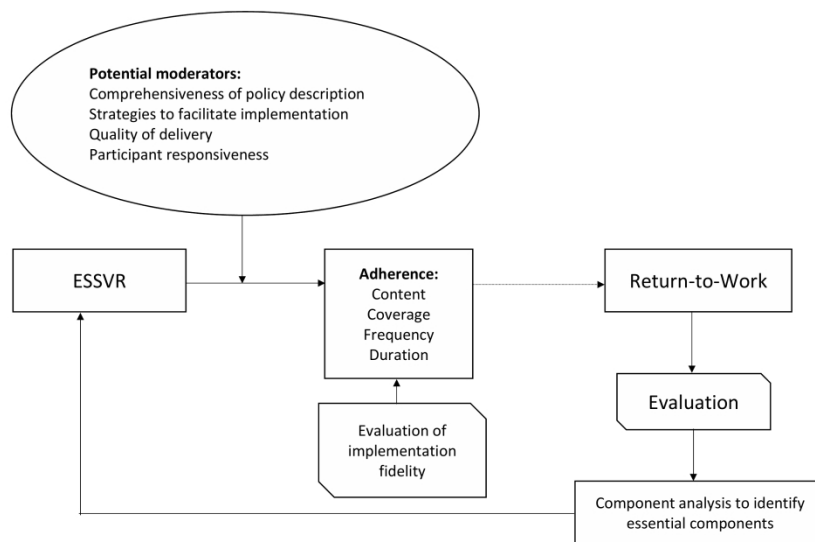 Potential moderators:
Comprehensiveness of policy description
Strategies to facilitate implementation
Quality of delivery
Participant responsiveness
ESSVR
Adherence:
Content
Coverage
Frequency
Duration
Return-to-Work
Evaluation
Evaluation of
implementation
fidelity
Component analysis to identify
essential components